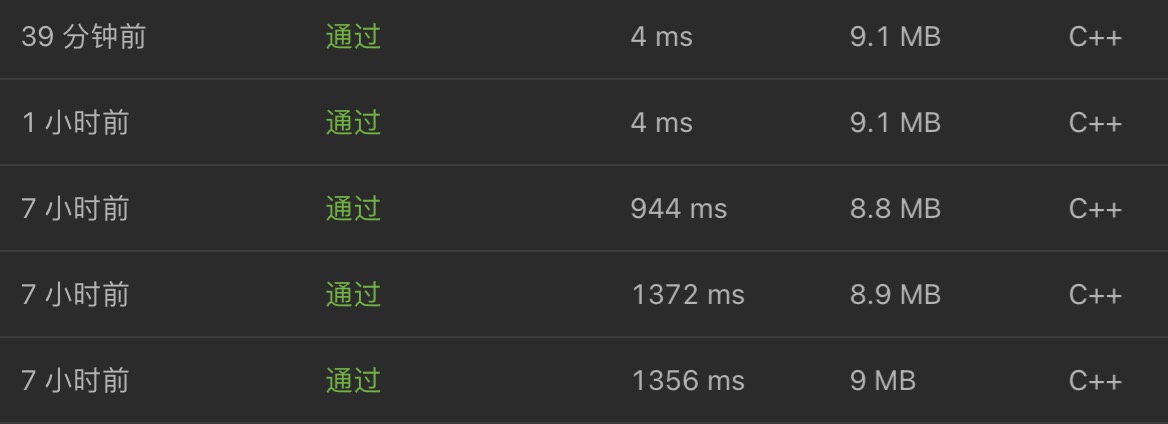 39 分钟前 通过 4 ms 9.1 MB C++
1 小时前 通过 4 ms 9.1 MB C++
7 小时前 通过 944 ms 8.8 MB C++
7 小时前 通过 1372 ms 8.9 MB C++
7 小时前 通过 1356 ms 9 MB C++